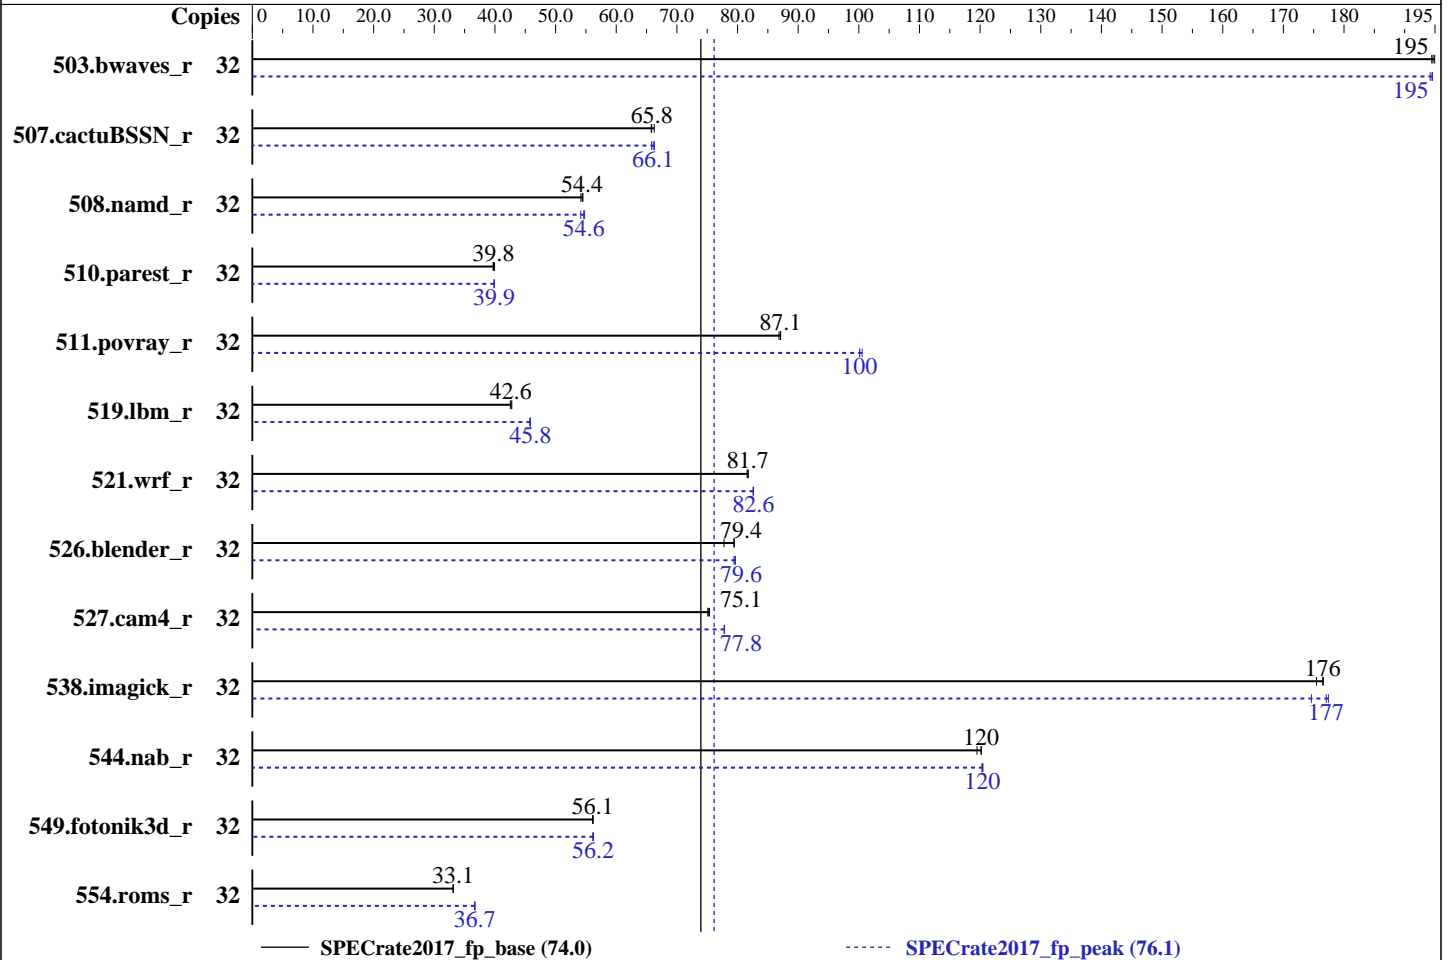 Copies 0 10.0 20.0 30.0 40.0 50.0 60.0 70.0 80.0 90.0 100 110 120 130 140 150 160 170 180 195
503.bwaves_r 32 195
195
507.cactuBSSN_r 32 65.8
66.1
508.namd_r 32 54.4
54.6
510.parest_r 32 39.8
39.9
511.povray_r 32 87.1
100
519.lbm_r 32 42.6
45.8
521.wrf_r 32 81.7
82.6
526.blender_r 32 79.4
79.6
527.cam4_r 32 75.1
77.8
538.imagick_r 32 176
177
544.nab_r 32 120
120
549.fotonik3d_r 32 56.1
56.2
554.roms_r 32 33.1
36.7
SPECrate2017_fp_base (74.0) SPECrate2017_fp_peak (76.1)